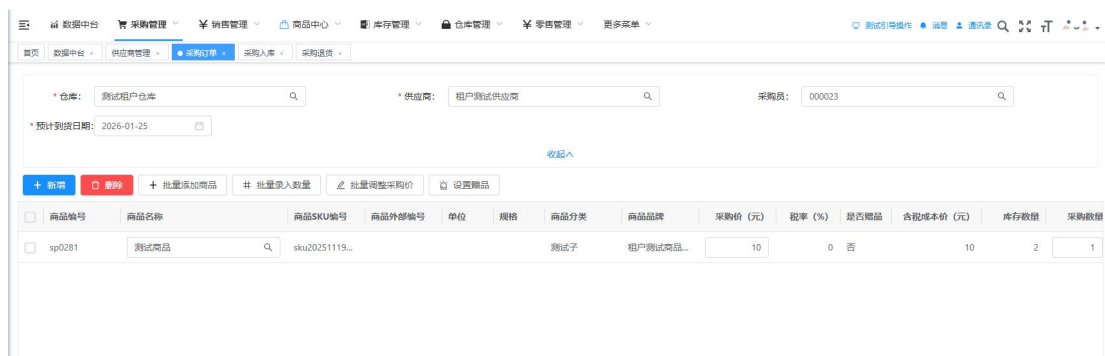 数据中台 采购管理 ¥ 销售管理 商品中心 库存管理 仓库管理 ¥ 零售管理 更多菜单 测试引导操作 消息 通讯录
首页 数据中台 × 供应商管理 × 采购订单 × 采购入库 × 采购退货 ×
* 仓库: 测试租户仓库 * 供应商: 租户测试供应商 采购员: 000023
* 预计到货日期: 2026-01-25
收起
+ 新增 删除 + 批量添加商品 # 批量录入数量 批量调整采购价 设置赠品
商品编号 商品名称 商品SKU编号 商品外部编号 单位 规格 商品分类 商品品牌 采购价 (元) 税率 (%) 是否赠品 含税成本价 (元) 库存数量 采购数量
sp0281 测试商品 sku20251119... 测试子 租户测试商品... 10 0 否 10 2 1